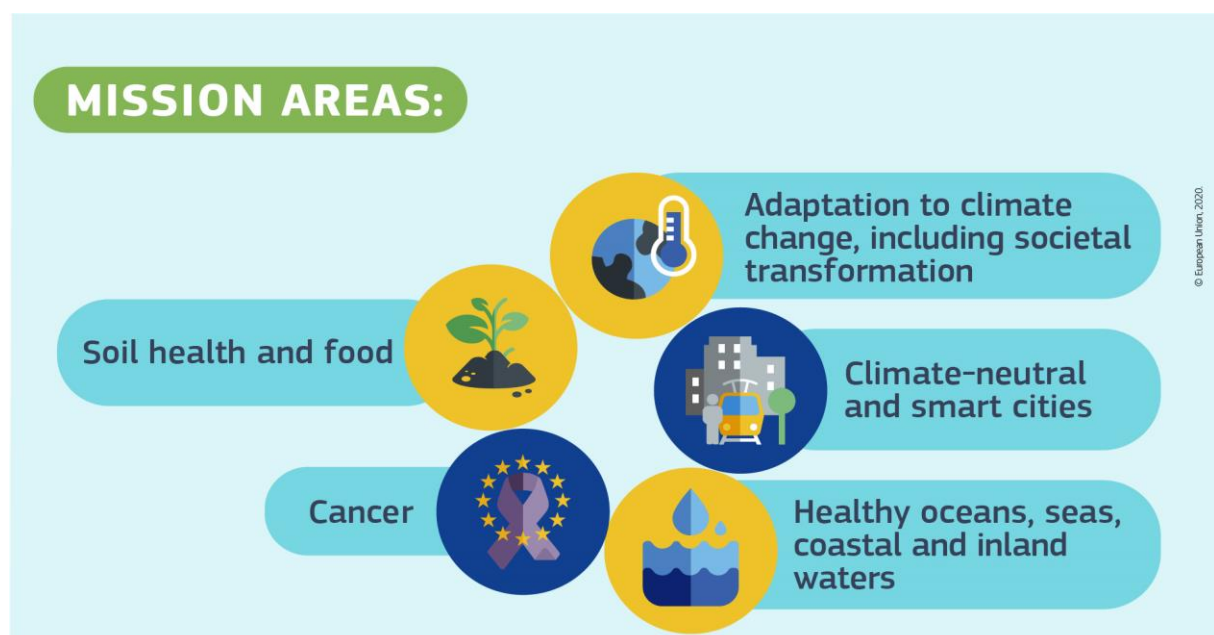 MISSION AREAS:
Adaptation to climate
change, including societal
transformation
Soil health and food
Climate-neutral
and smart cities
Cancer
Healthy oceans, seas,
coastal and inland
waters
© European Union, 2020.